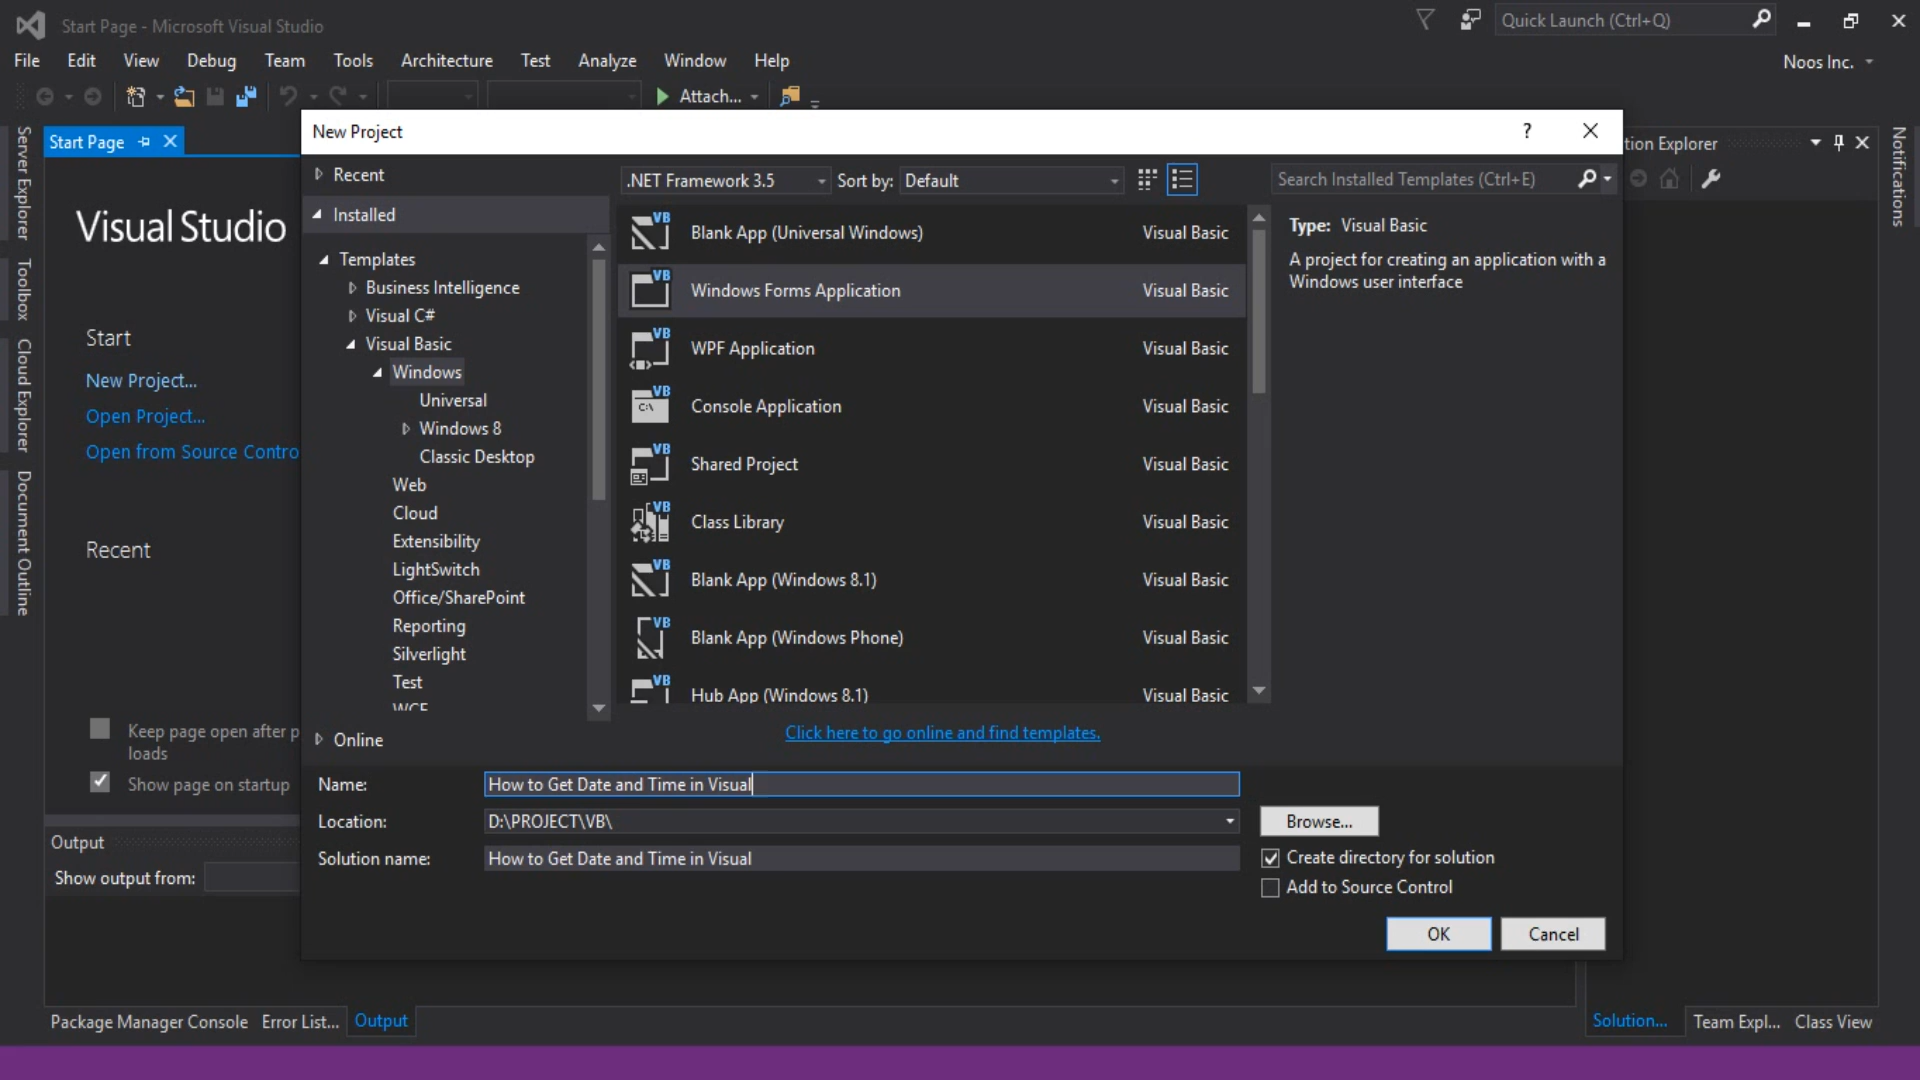 Start Page - Microsoft Visual Studio
Quick Launch (Ctrl+Q)
File Edit View Debug Team Tools Architecture Test Analyze Window Help
Noos Inc.
Attach...
Server Explorer
Toolbox
Cloud Explorer
Document Outline
Start Page
Visual Studio
Start
New Project...
Open Project...
Open from Source Contro
Recent
Keep page open after p
loads
Show page on startup
New Project
?
Recent
Installed
Templates
Business Intelligence
Visual C#
Visual Basic
Windows
Universal
Windows 8
Classic Desktop
Web
Cloud
Extensibility
LightSwitch
Office/SharePoint
Reporting
Silverlight
Test
WCF
Online
.NET Framework 3.5 Sort by: Default
Search Installed Templates (Ctrl+E)
VB Blank App (Universal Windows) Visual Basic
VB Windows Forms Application Visual Basic
VB WPF Application Visual Basic
VB C:\ Console Application Visual Basic
VB Shared Project Visual Basic
VB Class Library Visual Basic
VB Blank App (Windows 8.1) Visual Basic
VB Blank App (Windows Phone) Visual Basic
VB Hub App (Windows 8.1) Visual Basic
Click here to go online and find templates.
Type: Visual Basic
A project for creating an application with a
Windows user interface
Name: How to Get Date and Time in Visual
Location: D:\PROJECT\VB\
Browse...
Solution name: How to Get Date and Time in Visual
Create directory for solution
Add to Source Control
OK Cancel
tion Explorer
Notifications
Output
Show output from:
Package Manager Console Error List... Output
Solution... Team Expl... Class View